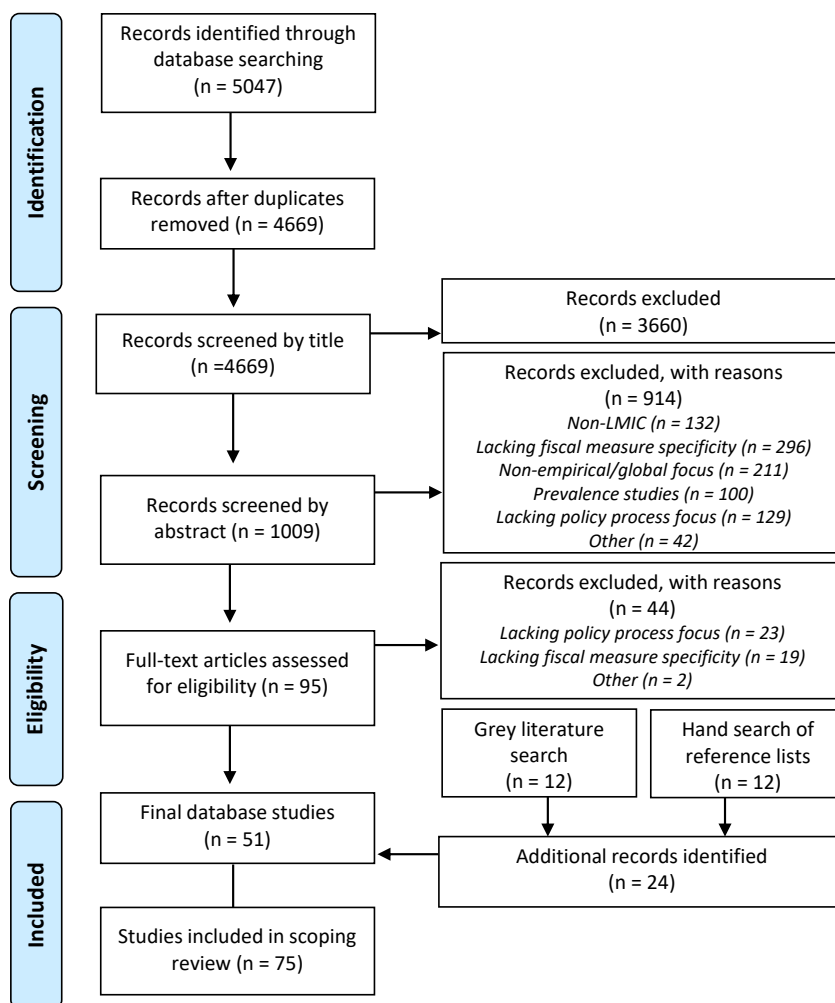 Identification
Records identified through
database searching
(n = 5047)
Records after duplicates
removed (n = 4669)
Screening
Records screened by title
(n =4669)
Records excluded
(n = 3660)
Records screened by
abstract (n = 1009)
Records excluded, with reasons
(n = 914)
Non-LMIC (n = 132)
Lacking fiscal measure specificity (n = 296)
Non-empirical/global focus (n = 211)
Prevalence studies (n = 100)
Lacking policy process focus (n = 129)
Other (n = 42)
Eligibility
Full-text articles assessed
for eligibility (n = 95)
Records excluded, with reasons
(n = 44)
Lacking policy process focus (n = 23)
Lacking fiscal measure specificity (n = 19)
Other (n = 2)
Grey literature
search
(n = 12)
Hand search of
reference lists
(n = 12)
Included
Final database studies
(n = 51)
Additional records identified
(n = 24)
Studies included in scoping
review (n = 75)